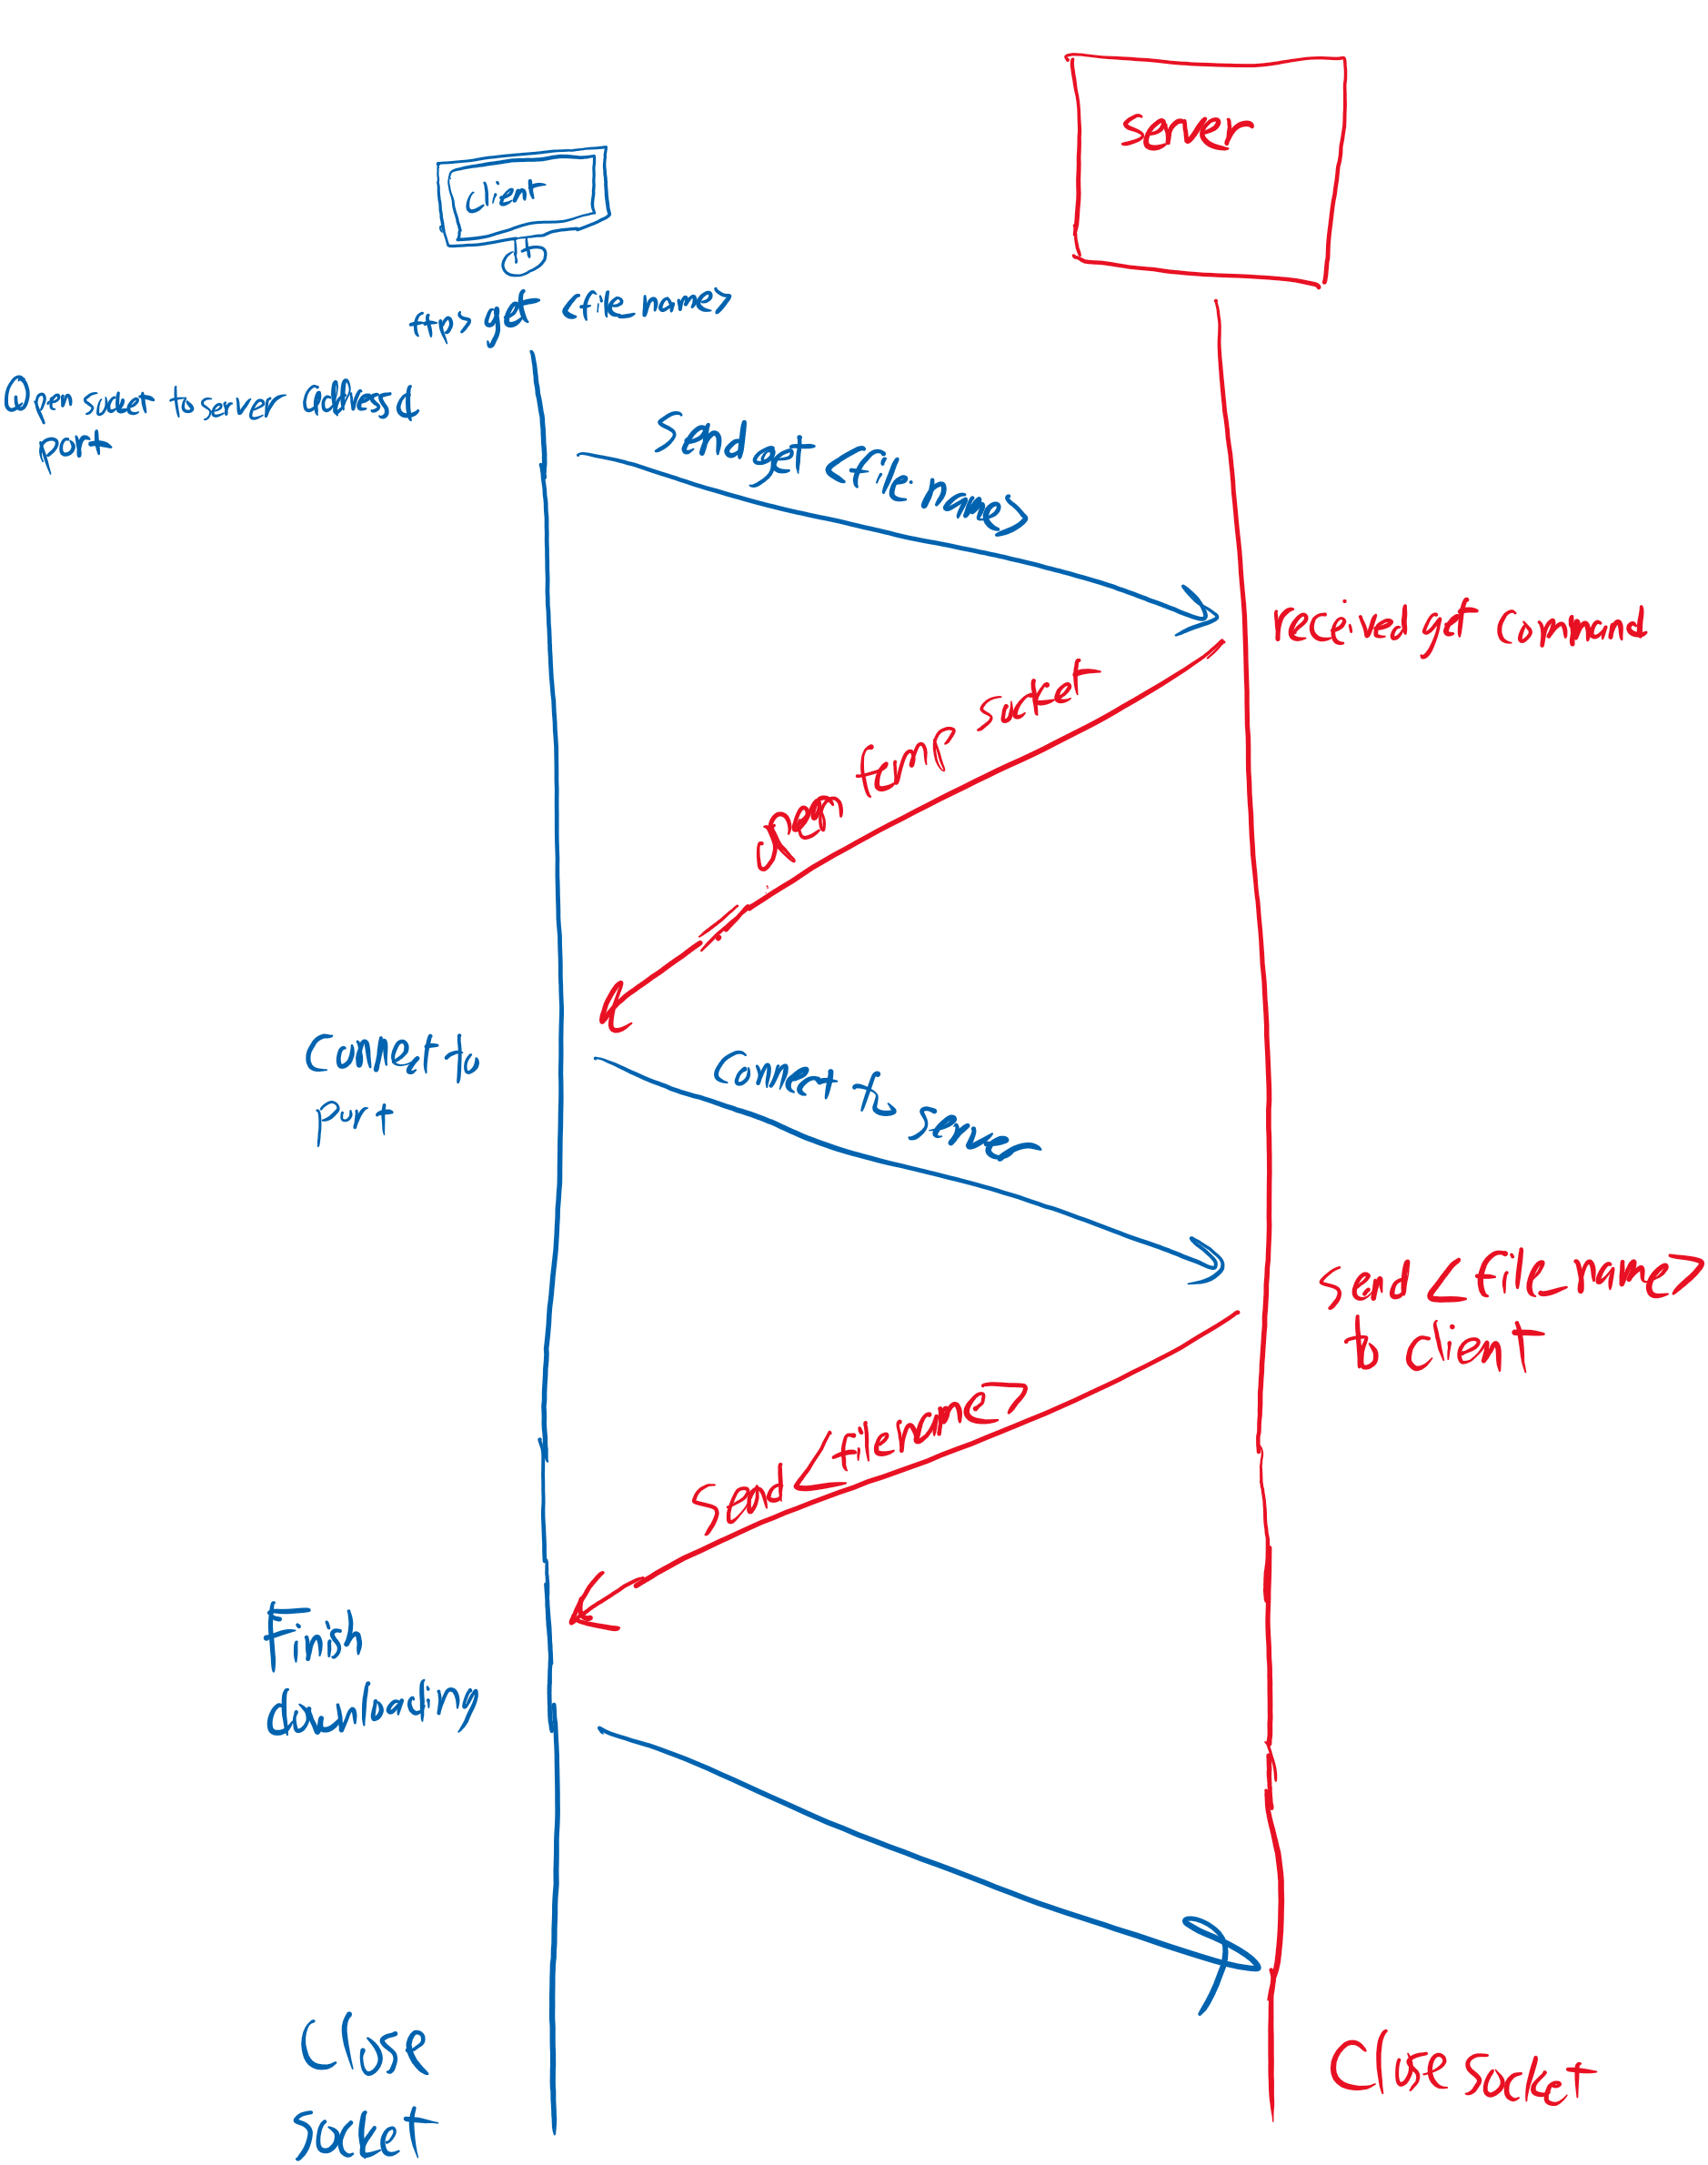 server
client
ftp> get <file_name>
Open socket to server address d
port
Send get <file name>
received get command
open temp socket
Connect to
port
Connect to server
send <file_name>
to client
Send <filename>
Finish
downloading
Close
socket
Close socket